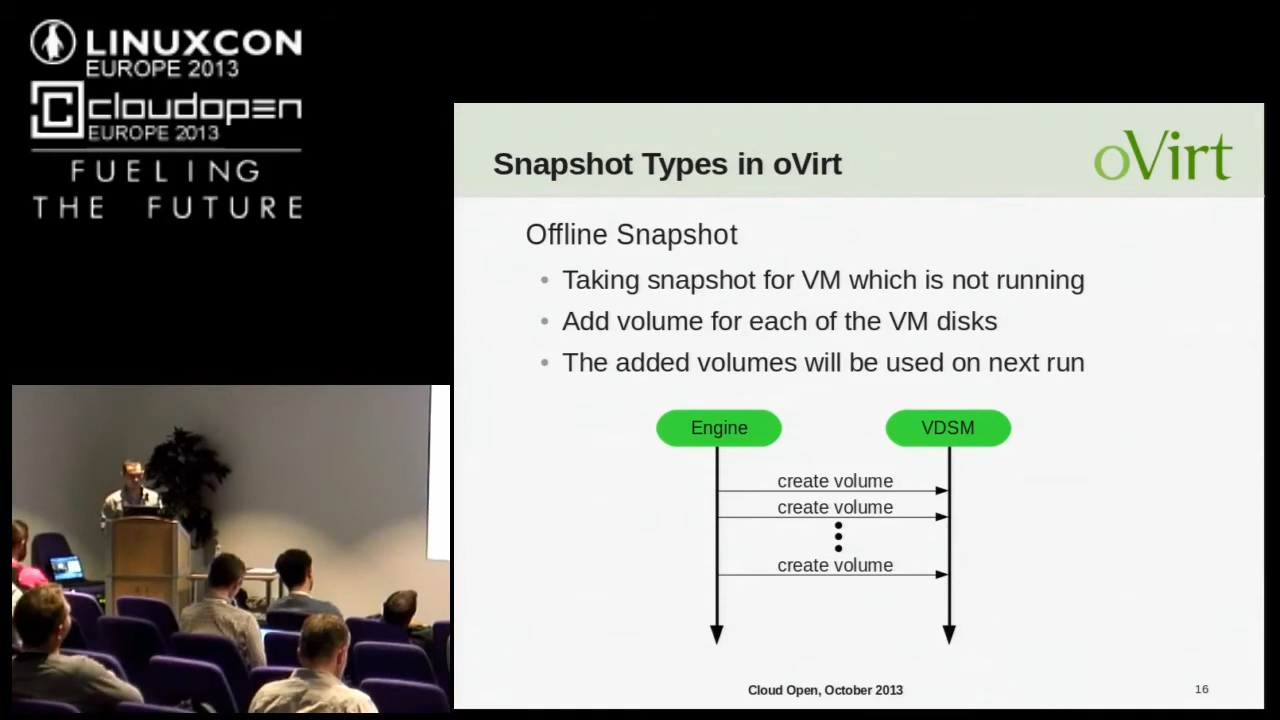 LINUXCON
EUROPE 2013
cloudopen
EUROPE 2013
FUELING
THE FUTURE
Snapshot Types in oVirt
oVirt
Offline Snapshot
• Taking snapshot for VM which is not running
• Add volume for each of the VM disks
• The added volumes will be used on next run
Engine
VDSM
create volume
create volume
create volume
Cloud Open, October 2013
16